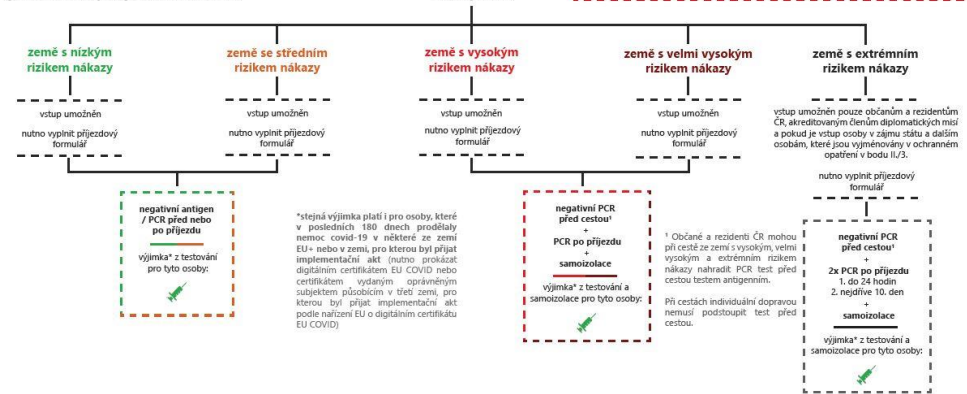 země s nízkým
rizikem nákazy
vstup umožněn
nutno vyplnit příjezdový
formulář
země se středním
rizikem nákazy
vstup umožněn
nutno vyplnit příjezdový
formulář
země s vysokým
rizikem nákazy
vstup umožněn
nutno vyplnit příjezdový
formulář
země s velmi vysokým
rizikem nákazy
vstup umožněn
nutno vyplnit příjezdový
formulář
země s extrémním
rizikem nákazy
vstup umožněn pouze občanům a rezidentům
ČR, akreditovaným členům diplomatických misí
a pokud je vstup osoby v zájmu státu a dalším
osobám, které jsou vyjmenovány v ochranném
opatření v bodu II./3.
nutno vyplnit příjezdový
formulář
negativní antigen
/ PCR před nebo
po příjezdu
výjimka* z testování
pro tyto osoby:
*stejná výjimka platí i pro osoby, které
v posledních 180 dnech prodělaly
nemoc covid-19 v některé ze zemí
EU+ nebo v zemi, pro kterou byl přijat
implementační akt (nutno prokázat
digitálním certifikátem EU COVID nebo
certifikátem vydaným oprávněným
subjektem působícím v třetí zemi, pro
kterou byl přijat implementační akt
podle nařízení EU o digitálním certifikátu
EU COVID)
negativní PCR
před cestou¹
+
PCR po příjezdu
+
samoizolace
výjimka* z testování a
samoizolace pro tyto osoby:
¹ Občané a rezidenti ČR mohou
při cestě ze zemí s vysokým, velmi
vysokým a extrémním rizikem
nákazy nahradit PCR test před
cestou testem antigenním.
Při cestách individuální dopravou
nemusí podstoupit test před
cestou.
negativní PCR
před cestou¹
+
2x PCR po příjezdu
1. do 24 hodin
2. nejdříve 10. den
+
samoizolace
výjimka* z testování a
samoizolace pro tyto osoby: